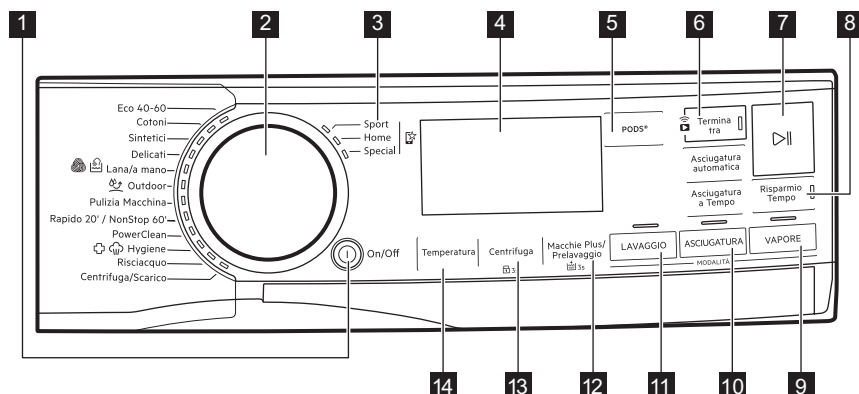 1
2
3
4
5
6
7
8
Eco 40-60
Cotoni
Sintetici
Delicati
Lana/a mano
Outdoor
Pulizia Macchina
Rapido 20' / NonStop 60'
PowerClean
Hygiene
Risciacquo
Centrifuga/Scarico
Sport
Home
Special
On/Off
Temperatura
Centrifuga
3s
Macchie Plus/
Prelavaggio
3s
PODS®
Termina
tra
Asciugatura
automatica
Asciugatura
a Tempo
Risparmio
Tempo
LAVAGGIO
ASCIUGATURA
VAPORE
MODALITÀ
14
13
12
11
10
9